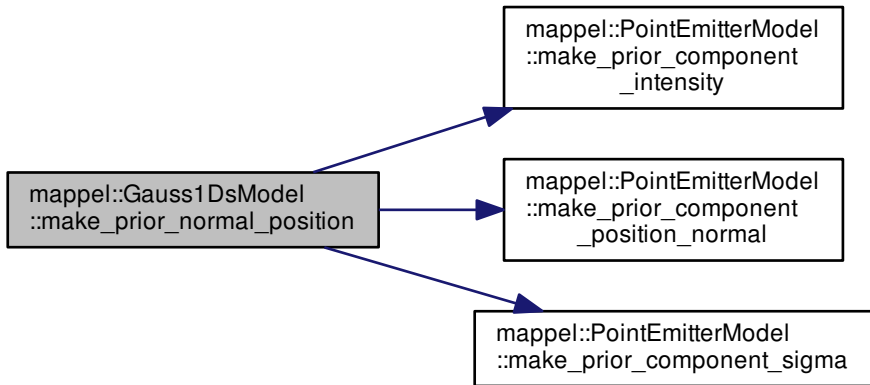 mappel::PointEmitterModel
::make_prior_component
_intensity
mappel::Gauss1DsModel
::make_prior_normal_position
mappel::PointEmitterModel
::make_prior_component
_position_normal
mappel::PointEmitterModel
::make_prior_component_sigma